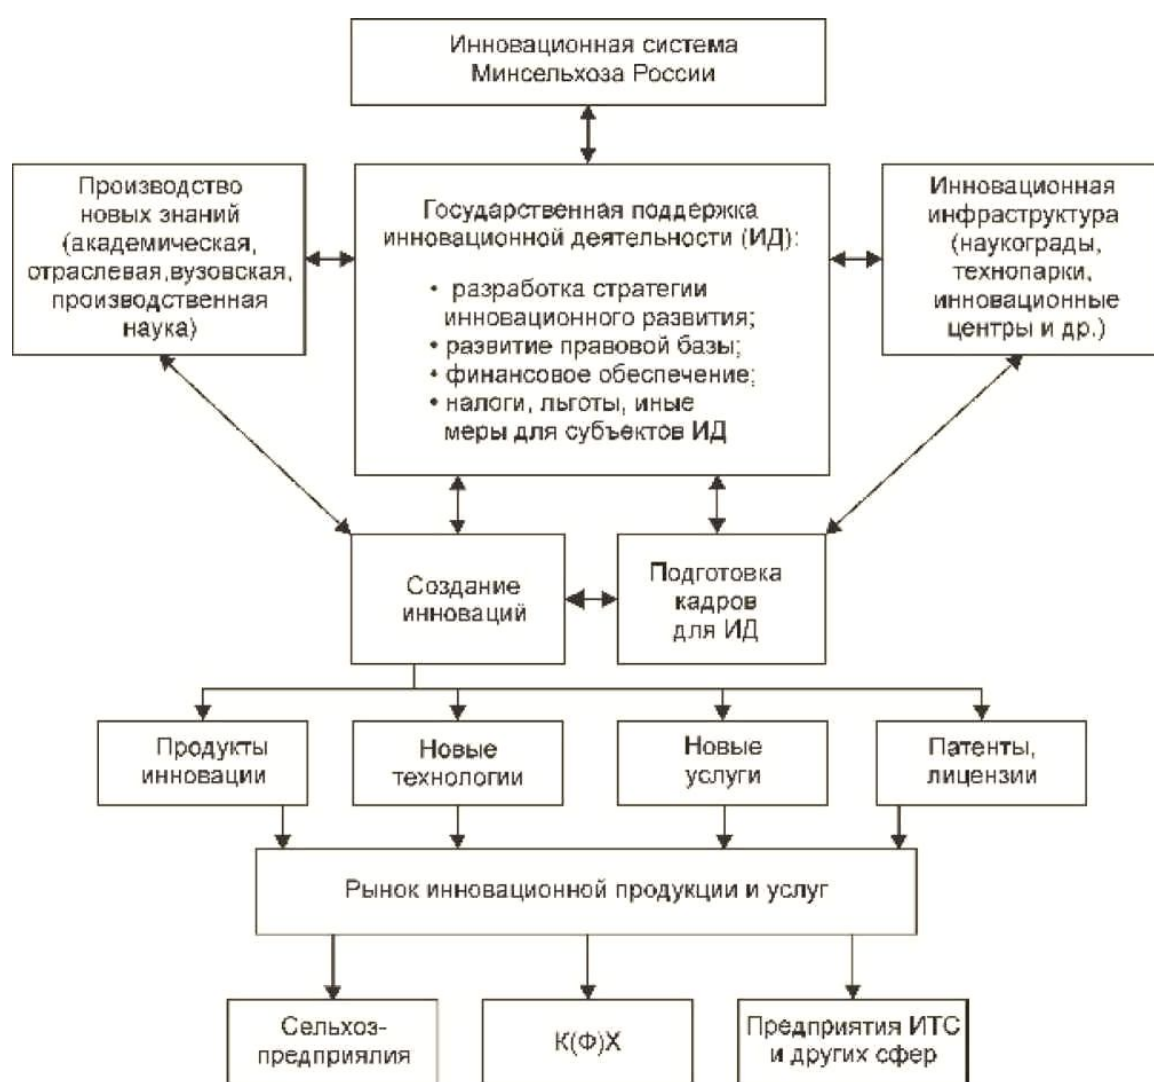 Инновационная система
Минсельхоза России
Производство
новых знаний
(академическая,
отраслевая,вузовская,
производственная
наука)
Государственная поддержка
инновационной деятельности (ИД):
• разработка стратегии
инновационного развития;
• развитие правовой базы;
• финансовое обеспечение;
• налоги, льготы, иные
меры для субъектов ИД
Инновационная
инфраструктура
(наукограды,
технопарки,
инновационные
центры и др.)
Создание
инноваций
Подготовка
кадров
для ИД
Продукты
инновации
Новые
технологии
Новые
услуги
Патенты,
лицензии
Рынок инновационной продукции и услуг
Сельхоз-
предприялия
К(Ф)Х
Предприятия ИТС
и других сфер